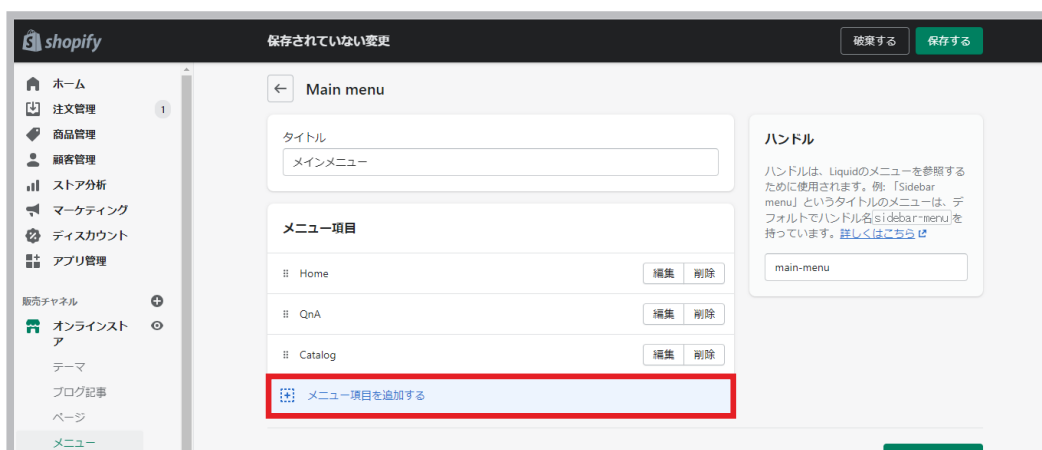 shopify
保存されていない変更
破棄する
保存する
ホーム
注文管理
1
商品管理
顧客管理
ストア分析
マーケティング
ディスカウント
アプリ管理
販売チャネル
オンラインスト
ア
テーマ
ブログ記事
ページ
メニュー
Main menu
タイトル
メインメニュー
メニュー項目
Home
編集
削除
QnA
編集
削除
Catalog
編集
削除
メニュー項目を追加する
ハンドル
ハンドルは、Liquidのメニューを参照する
ために使用されます。例: 「Sidebar
menu」というタイトルのメニューは、デ
フォルトでハンドル名sidebar-menuを
持っています。詳しくはこちら
main-menu